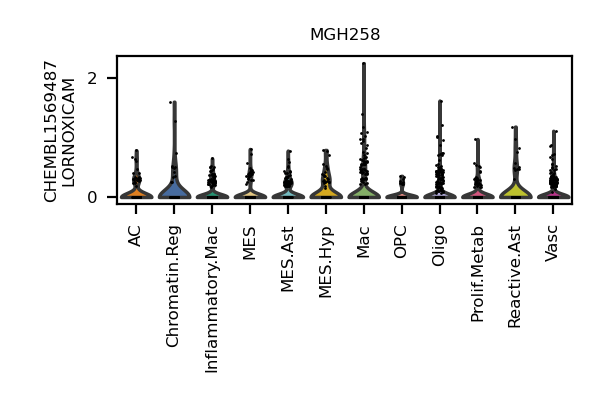 MGH258
CHEMBL1569487
LORNOXICAM
2
0
AC
Chromatin.Reg
Inflammatory.Mac
MES
MES.Ast
MES.Hyp
Mac
OPC
Oligo
Prolif.Metab
Reactive.Ast
Vasc